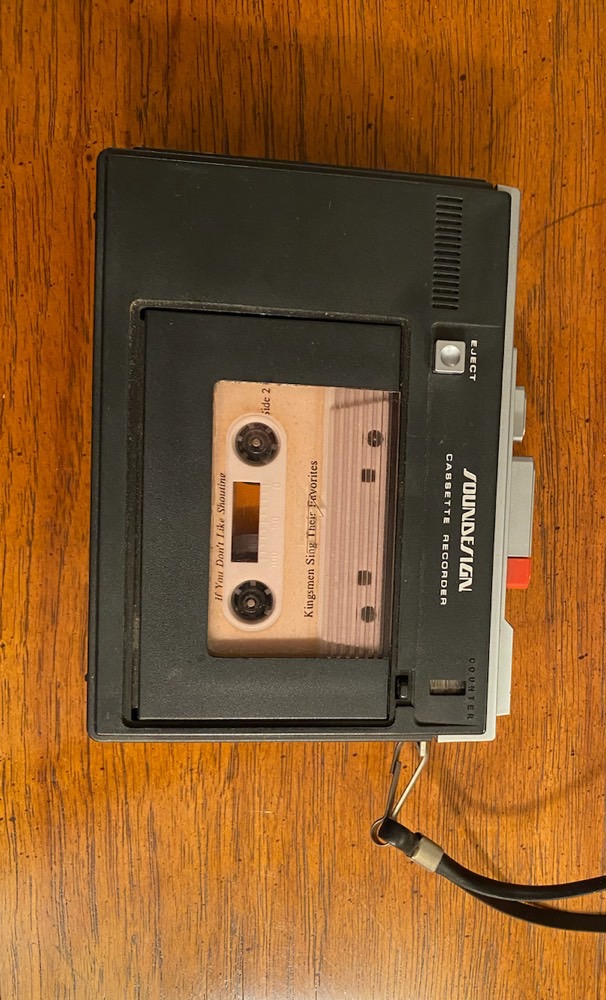 EJECT
SOUNDESIGN
CASSETTE RECORDER
COUNTER
Side 2
If You Don't Like Shouting
Kingsmen Sing Their Favorites